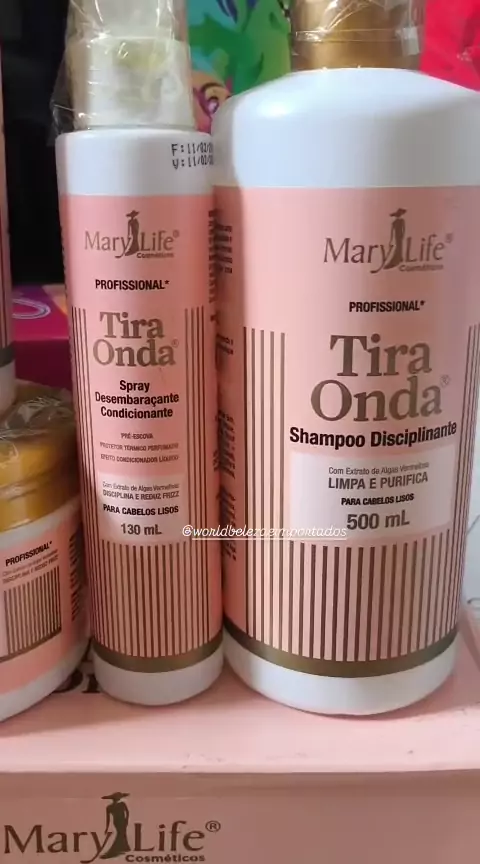 F:11/02/
V:11/02/
Mary Life®
Cosméticos
PROFISSIONAL*
Tira
Onda®
Spray
Desembaraçante
Condicionante
PRÉ-ESCOVA
PROTETOR TÉRMICO PERFUMADO
EFEITO CONDICIONADOR LÍQUIDO
Com Extrato de Algas Vermelhas
DISCIPLINA E REDUZ FRIZZ
PARA CABELOS LISOS
130 mL
Mary Life®
Cosméticos
PROFISSIONAL*
Tira
Onda®
Shampoo Disciplinante
Com Extrato de Algas Vermelhas
LIMPA E PURIFICA
PARA CABELOS LISOS
500 mL
@worldbelezaeimportados
PROFISSIONAL*
Mary Life®
Cosméticos